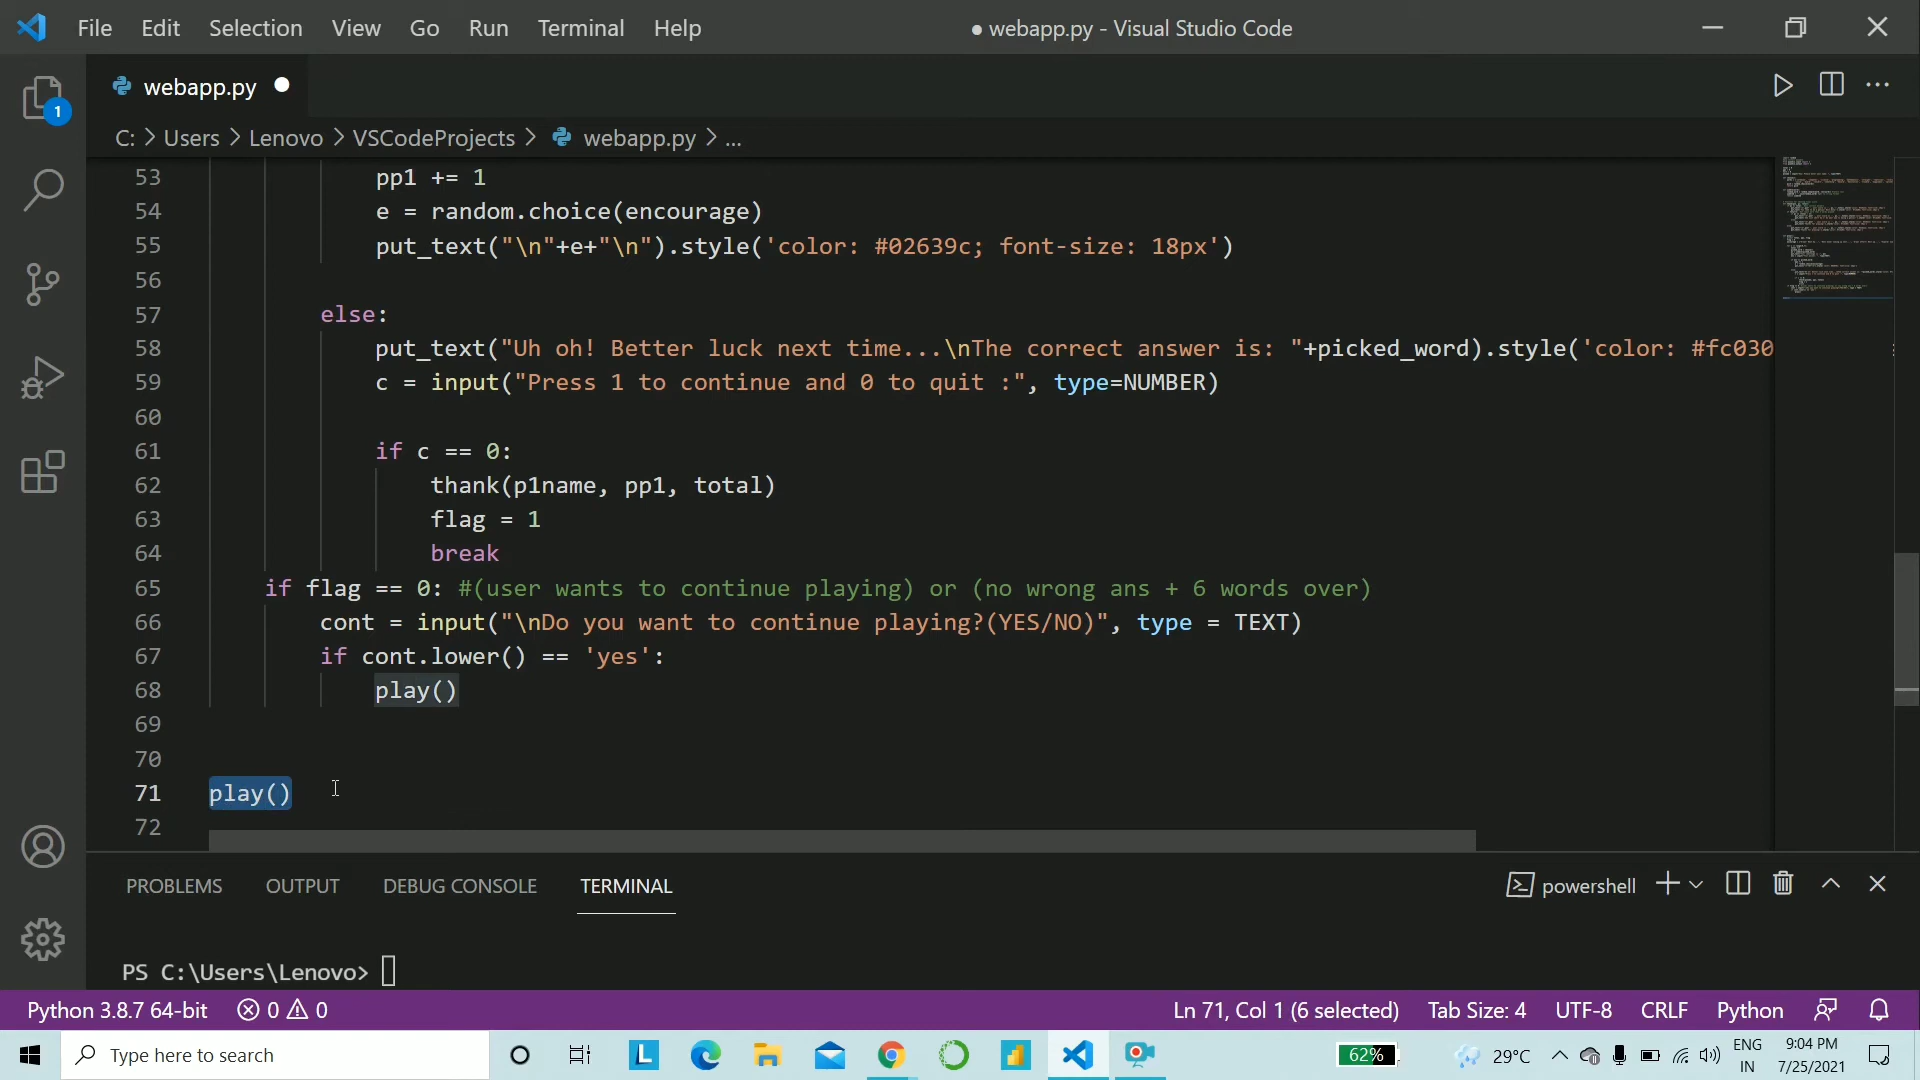 File Edit Selection View Go Run Terminal Help
● webapp.py - Visual Studio Code
webapp.py ●
1
C: > Users > Lenovo > VSCodeProjects > webapp.py > ...
53 pp1 += 1
54 e = random.choice(encourage)
55 put_text("\n"+e+"\n").style('color: #02639c; font-size: 18px')
56
57 else:
58 put_text("Uh oh! Better luck next time...\nThe correct answer is: "+picked_word).style('color: #fc030
59 c = input("Press 1 to continue and 0 to quit :", type=NUMBER)
60
61 if c == 0:
62 thank(p1name, pp1, total)
63 flag = 1
64 break
65 if flag == 0: #(user wants to continue playing) or (no wrong ans + 6 words over)
66 cont = input("\nDo you want to continue playing?(YES/NO)", type = TEXT)
67 if cont.lower() == 'yes':
68 play()
69
70
71 play()
72
PROBLEMS OUTPUT DEBUG CONSOLE TERMINAL
powershell
PS C:\Users\Lenovo>
Python 3.8.7 64-bit 0 0
Ln 71, Col 1 (6 selected) Tab Size: 4 UTF-8 CRLF Python
Type here to search
L
62%
29°C
ENG
IN
9:04 PM
7/25/2021